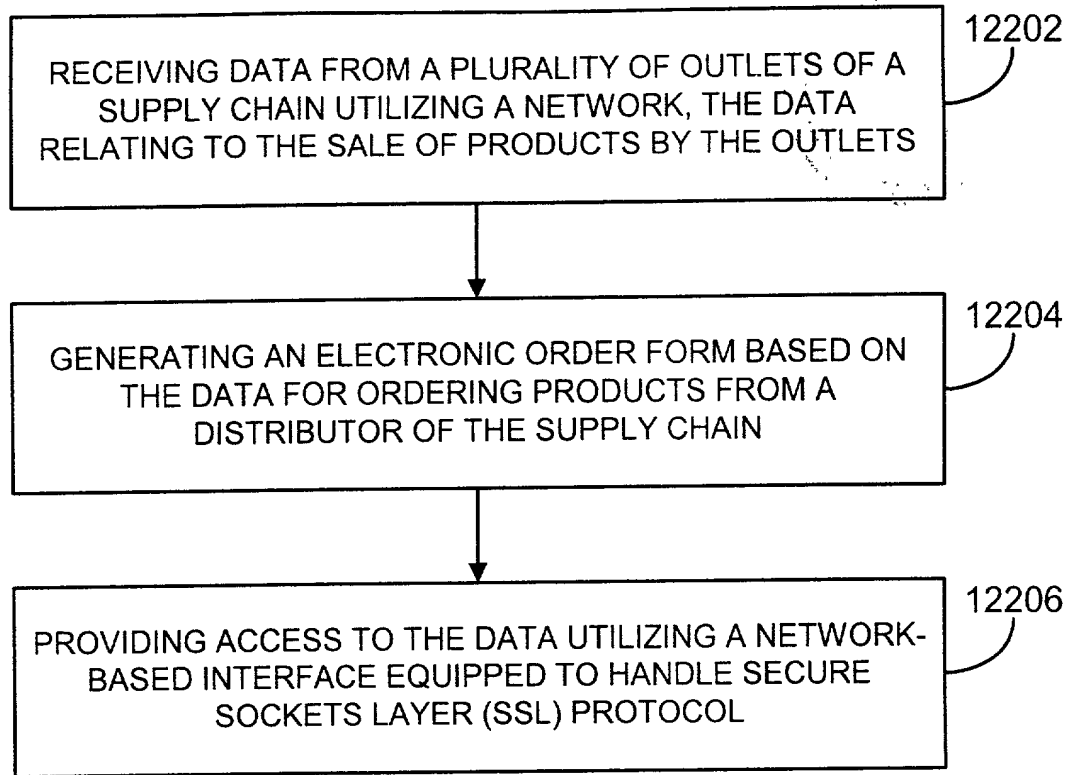 12202
RECEIVING DATA FROM A PLURALITY OF OUTLETS OF A
SUPPLY CHAIN UTILIZING A NETWORK, THE DATA
RELATING TO THE SALE OF PRODUCTS BY THE OUTLETS
12204
GENERATING AN ELECTRONIC ORDER FORM BASED ON
THE DATA FOR ORDERING PRODUCTS FROM A
DISTRIBUTOR OF THE SUPPLY CHAIN
12206
PROVIDING ACCESS TO THE DATA UTILIZING A NETWORK-
BASED INTERFACE EQUIPPED TO HANDLE SECURE
SOCKETS LAYER (SSL) PROTOCOL